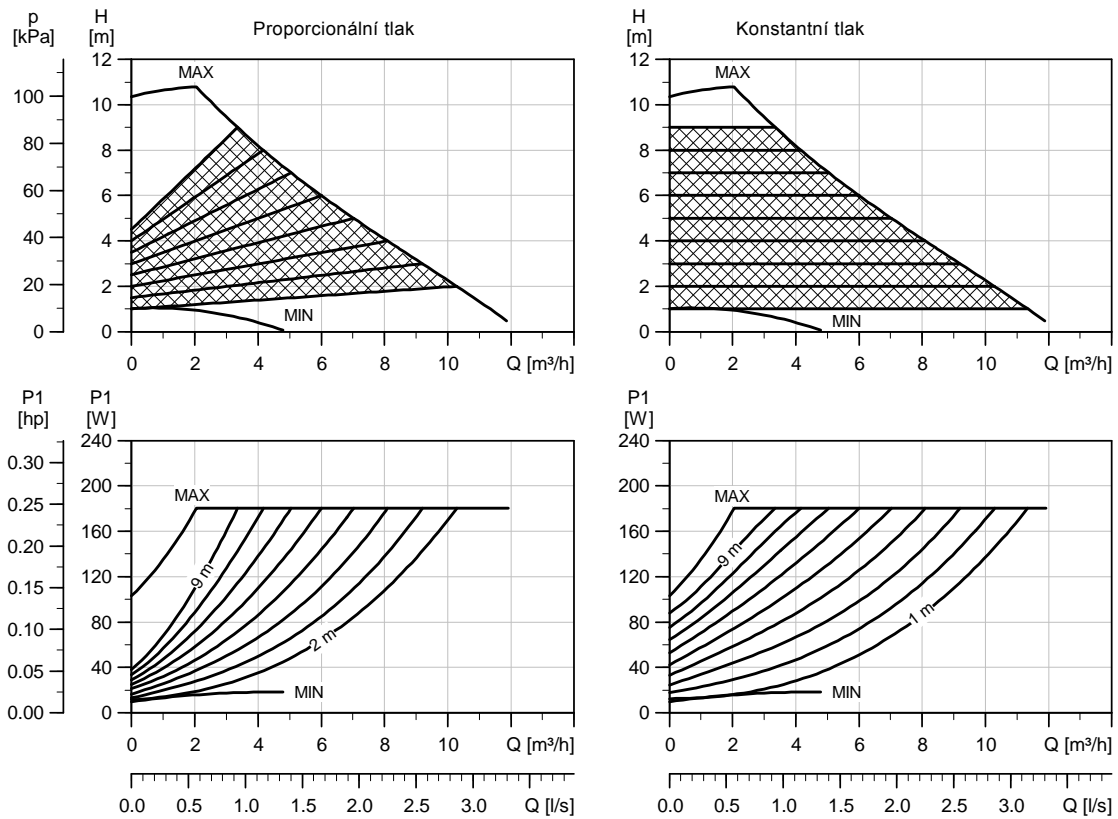 p H Proporcionální tlak H Konstantní tlak
[kPa] [m] [m]
12 12
MAX MAX
100 10 10
80 8 8
60 6 6
40 4 4
20 2 2
MIN MIN
0 0 0
0 2 4 6 8 10 Q [m³/h] 0 2 4 6 8 10 Q [m³/h]
P1 P1 P1
[hp] [W] [W]
240 240
0.30
0.25 200 MAX 200 MAX
0.20 160 160
9 m 9 m
0.15 120 120
0.10 80 80
2 m 1 m
0.05 40 40
MIN MIN
0.00 0 0
0 2 4 6 8 10 Q [m³/h] 0 2 4 6 8 10 Q [m³/h]
0.0 0.5 1.0 1.5 2.0 2.5 3.0 Q [l/s] 0.0 0.5 1.0 1.5 2.0 2.5 3.0 Q [l/s]